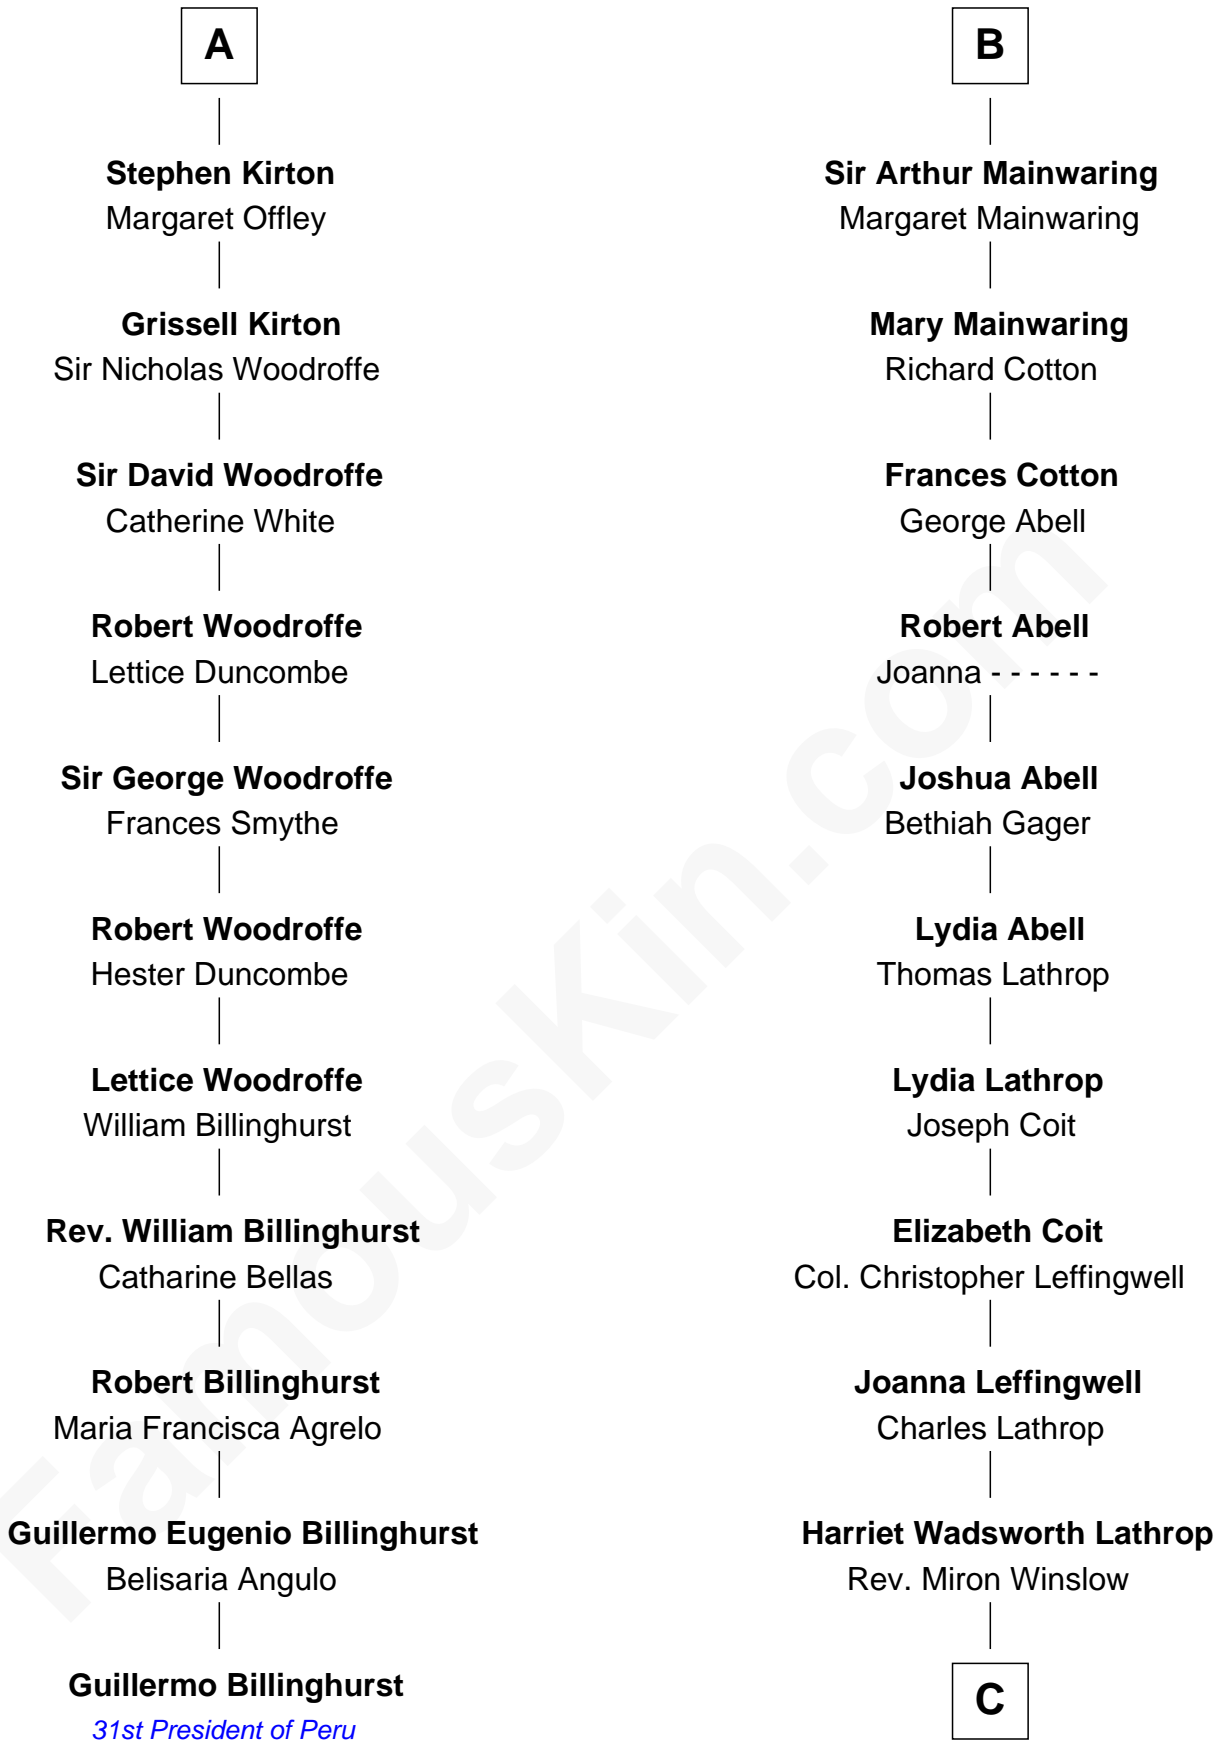 A
Stephen Kirton
Margaret Offley
Grissell Kirton
Sir Nicholas Woodroffe
Sir David Woodroffe
Catherine White
Robert Woodroffe
Lettice Duncombe
Sir George Woodroffe
Frances Smythe
Robert Woodroffe
Hester Duncombe
Lettice Woodroffe
William Billinghurst
Rev. William Billinghurst
Catharine Bellas
Robert Billinghurst
Maria Francisca Agrelo
Guillermo Eugenio Billinghurst
Belisaria Angulo
Guillermo Billinghurst
31st President of Peru
B
Sir Arthur Mainwaring
Margaret Mainwaring
Mary Mainwaring
Richard Cotton
Frances Cotton
George Abell
Robert Abell
Joanna - - - - - -
Joshua Abell
Bethiah Gager
Lydia Abell
Thomas Lathrop
Lydia Lathrop
Joseph Coit
Elizabeth Coit
Col. Christopher Leffingwell
Joanna Leffingwell
Charles Lathrop
Harriet Wadsworth Lathrop
Rev. Miron Winslow
C
FamousKin.com